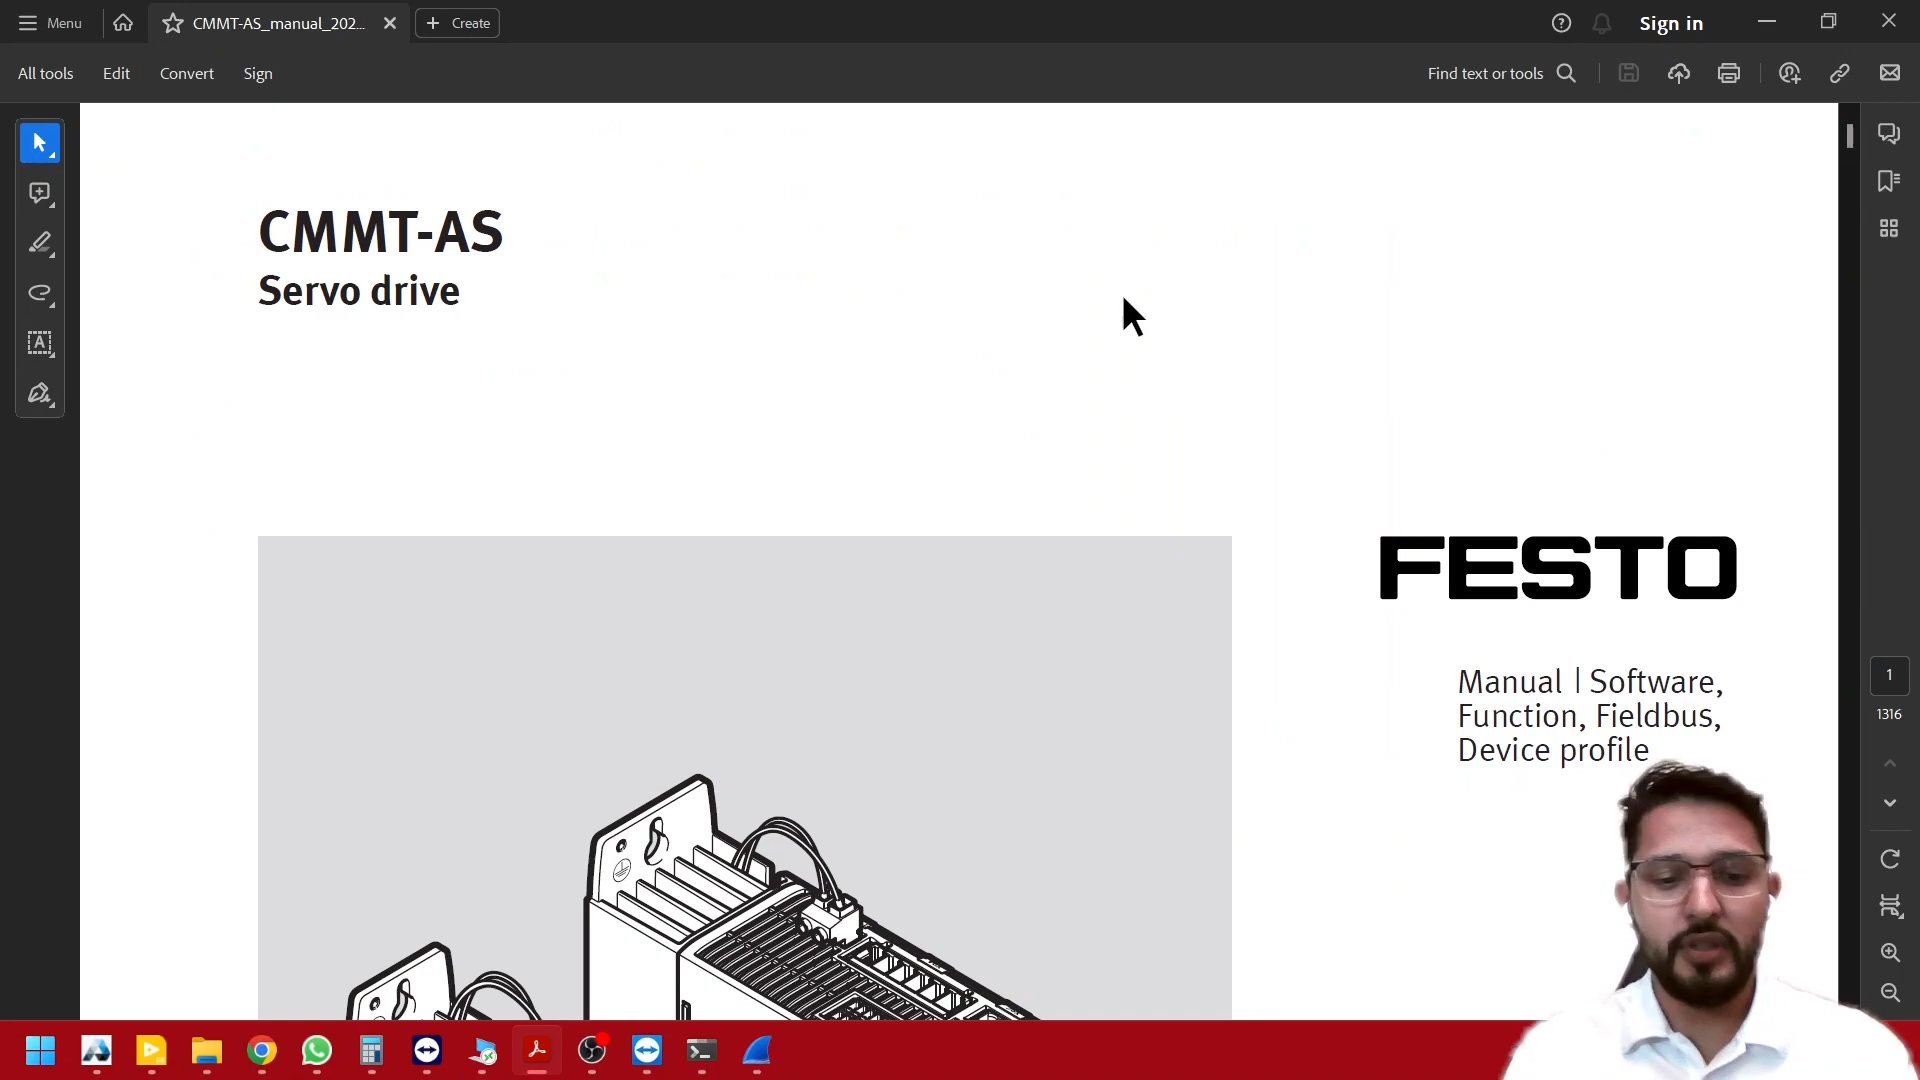 Menu
CMMT-AS_manual_202...
Create
Sign in
All tools
Edit
Convert
Sign
Find text or tools
CMMT-AS
Servo drive
FESTO
Manual | Software,
Function, Fieldbus,
Device profile
1
1316